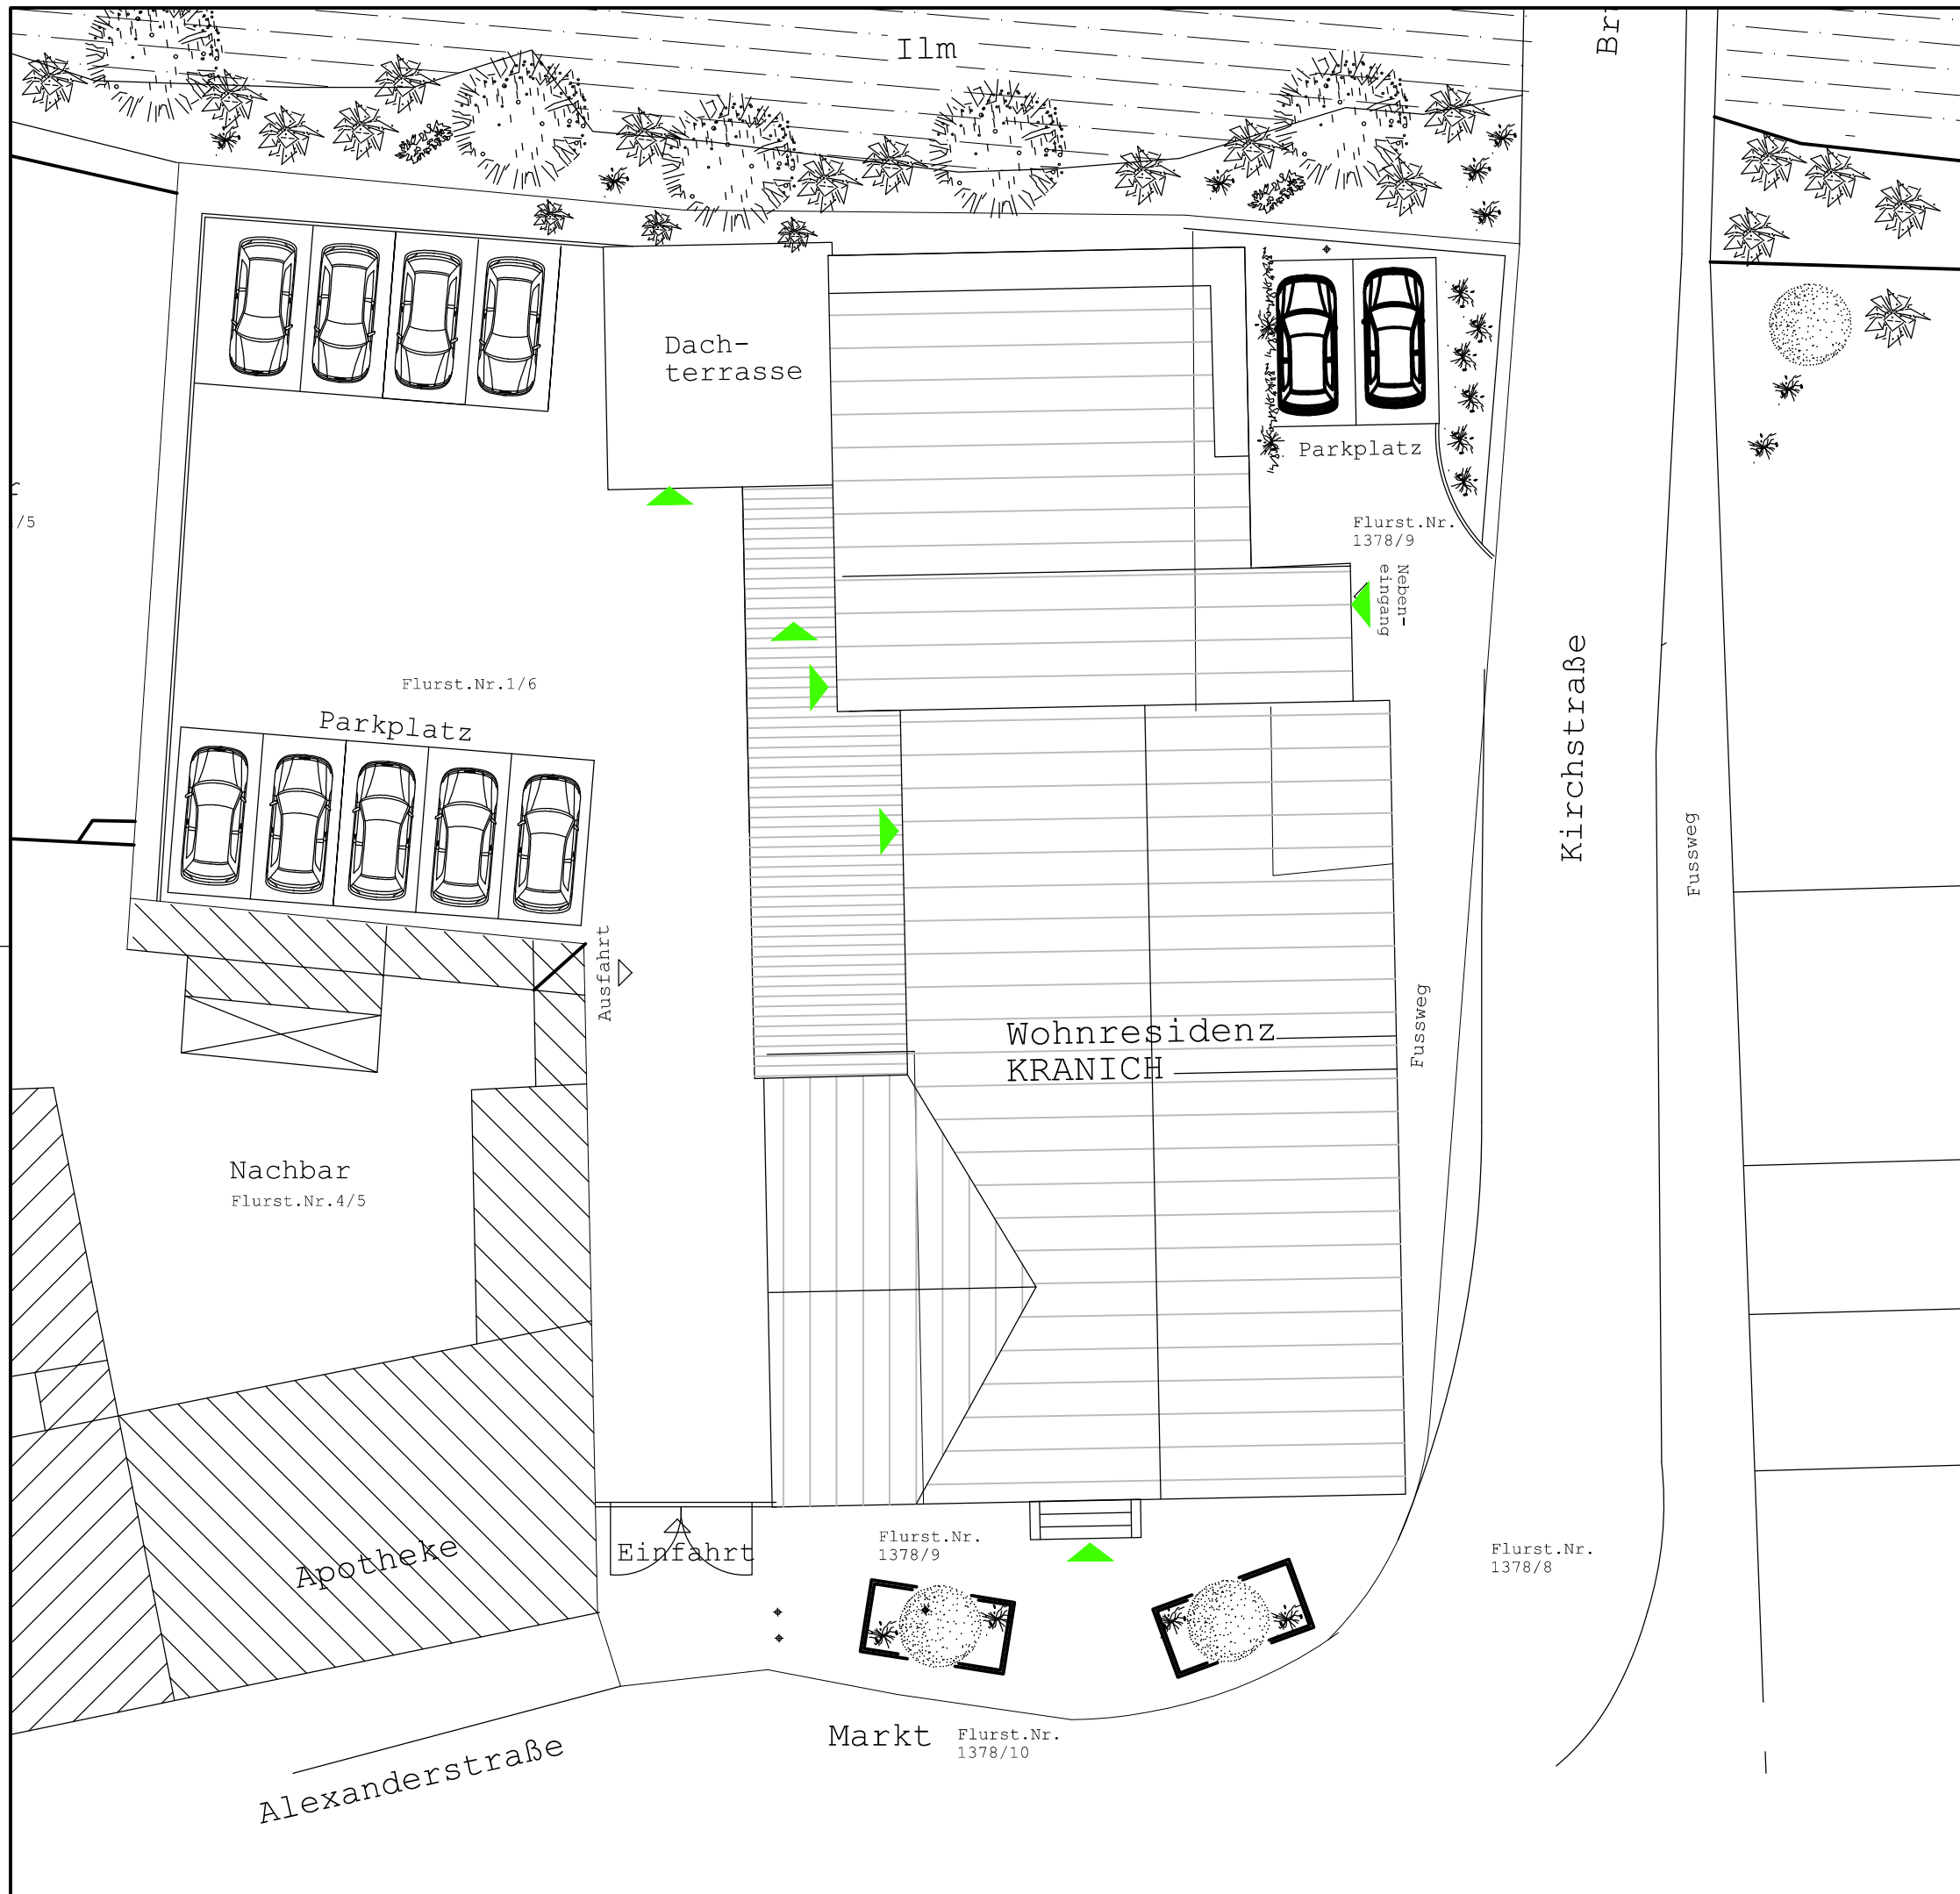 Ilm
Br
Dach-
terrasse
Parkplatz
/5
Flurst.Nr.
1378/9
Neben-
eingang
Kirchstraße
Flurst.Nr.1/6
Parkplatz
Fussweg
Ausfahrt
Fussweg
Wohnresidenz
KRANICH
Nachbar
Flurst.Nr.4/5
Apotheke
Einfahrt
Flurst.Nr.
1378/9
Flurst.Nr.
1378/8
Markt
Flurst.Nr.
1378/10
Alexanderstraße